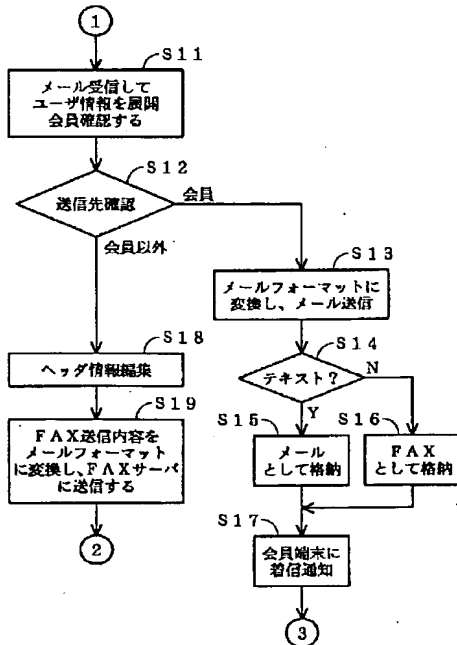 1
S11
メール受信して
ユーザ情報を展開
会員確認する
S12
送信先確認
会員
会員以外
S13
メールフォーマットに
変換し、メール送信
S14
テキスト?
N
Y
S15
メール
として格納
S16
FAX
として格納
S17
会員端末に
着信通知
3
S18
ヘッダ情報編集
S19
FAX送信内容を
メールフォーマット
に変換し、FAXサーバ
に送信する
2